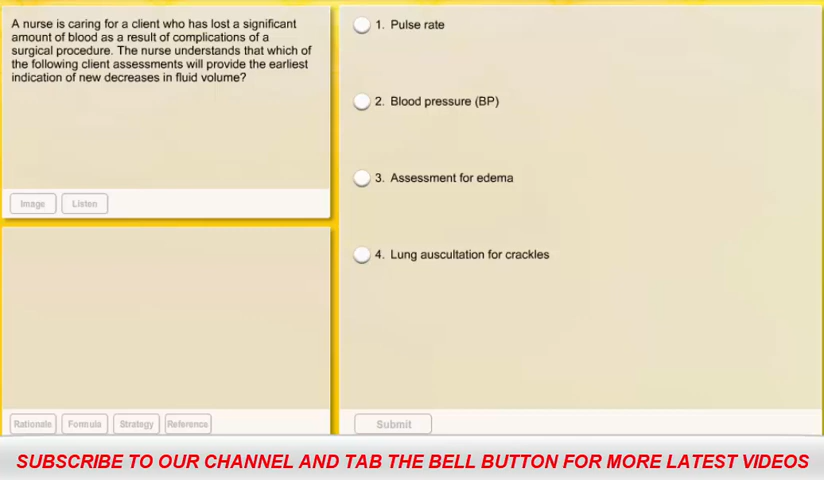 A nurse is caring for a client who has lost a significant
amount of blood as a result of complications of a
surgical procedure. The nurse understands that which of
the following client assessments will provide the earliest
indication of new decreases in fluid volume?
Image Listen
Rationale Formula Strategy Reference
1. Pulse rate
2. Blood pressure (BP)
3. Assessment for edema
4. Lung auscultation for crackles
Submit
SUBSCRIBE TO OUR CHANNEL AND TAB THE BELL BUTTON FOR MORE LATEST VIDEOS